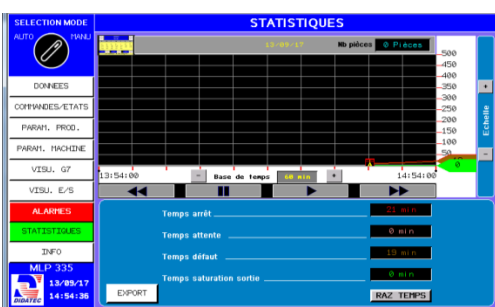 SELECTION MODE
STATISTIQUES
AUTO
MANU
13/09/17
Nb pièces
0 Pièces
500
450
400
350
300
250
200
150
100
50
0
+
Echelle
-
DONNEES
COMMANDES/ETATS
PARAM. PROD.
PARAM. MACHINE
VISU. G7
VISU. E/S
ALARMES
STATISTIQUES
INFO
13:54:00
-
Base de temps
60 min
+
14:54:00
Temps arrêt
21 min
Temps attente
0 min
Temps défaut
19 min
Temps saturation sortie
0 min
EXPORT
RAZ TEMPS
MLP 335
13/09/17
14:54:36
DIDATEC